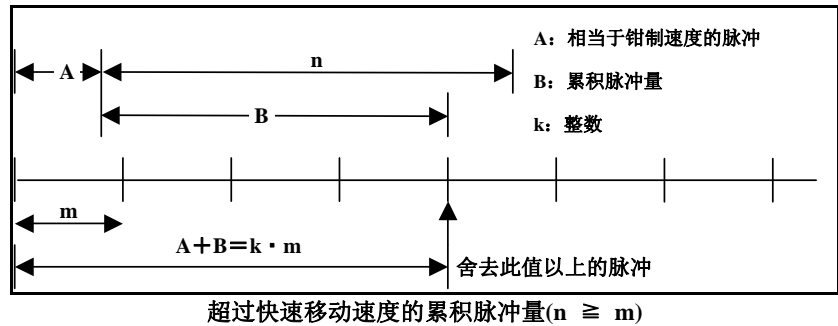 A
n
B
A：相当于钳制速度的脉冲
B：累积脉冲量
k：整数
m
A＋B＝k · m
舍去此值以上的脉冲
超过快速移动速度的累积脉冲量(n ≧ m)